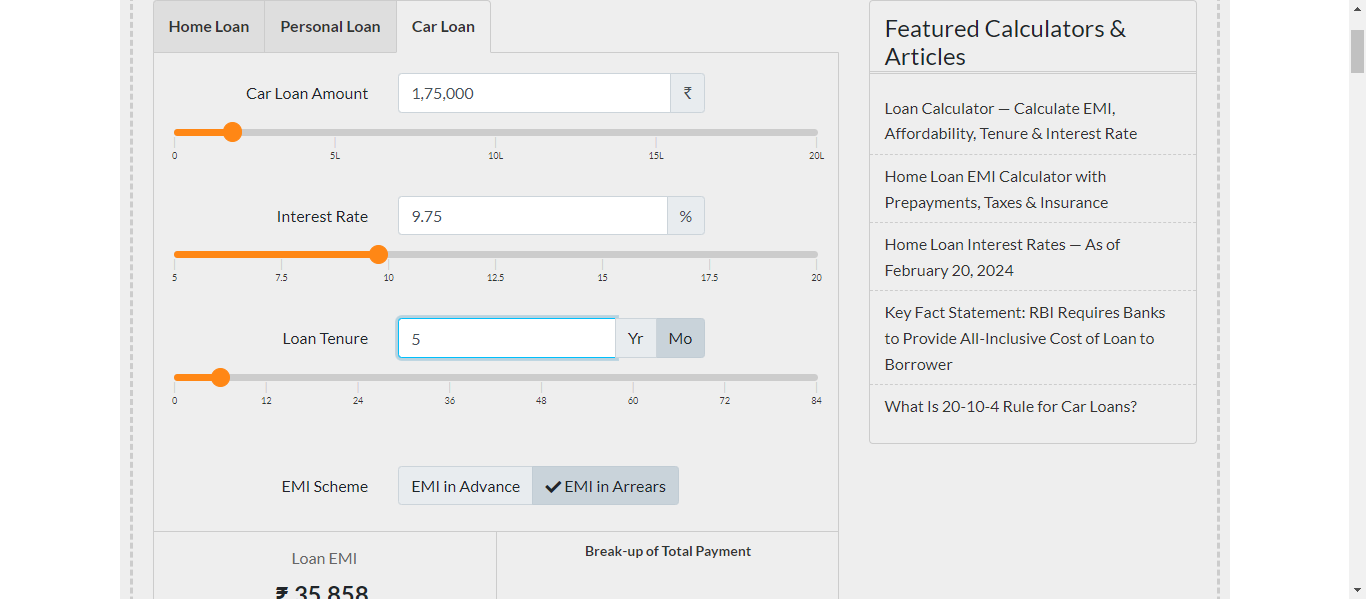 Home Loan
Personal Loan
Car Loan
Car Loan Amount
1,75,000
₹
0
5L
10L
15L
20L
Interest Rate
9.75
%
5
7.5
10
12.5
15
17.5
20
Loan Tenure
5
Yr
Mo
0
12
24
36
48
60
72
84
EMI Scheme
EMI in Advance
EMI in Arrears
Loan EMI
₹ 35,858
Break-up of Total Payment
Featured Calculators &
Articles
Loan Calculator — Calculate EMI,
Affordability, Tenure & Interest Rate
Home Loan EMI Calculator with
Prepayments, Taxes & Insurance
Home Loan Interest Rates — As of
February 20, 2024
Key Fact Statement: RBI Requires Banks
to Provide All-Inclusive Cost of Loan to
Borrower
What Is 20-10-4 Rule for Car Loans?